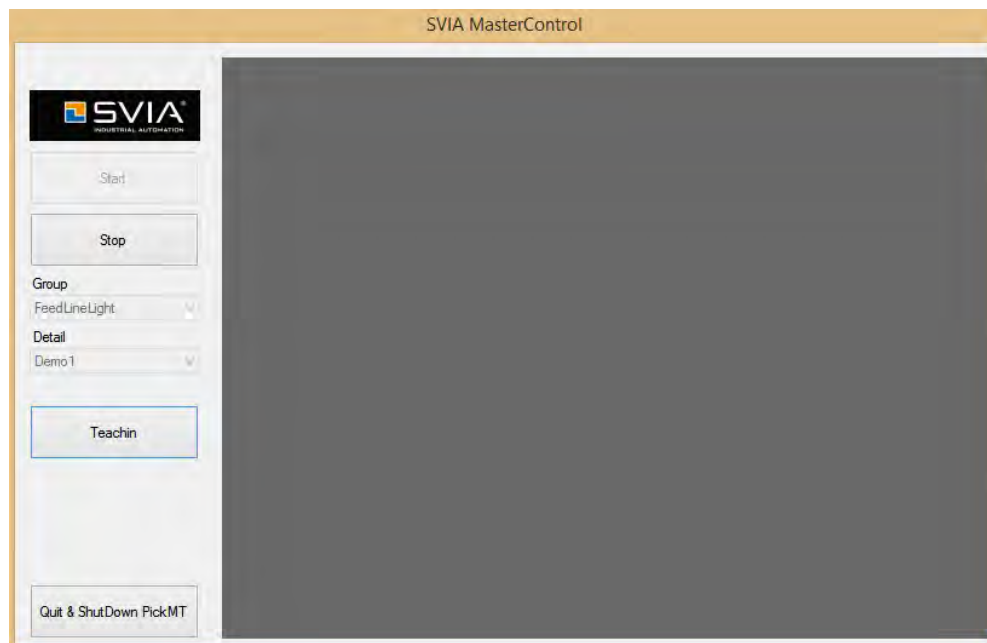 SVIA MasterControl
SVIA®
INDUSTRIAL AUTOMATION
Start
Stop
Group
FeedLineLight
Detail
Demo1
Teachin
Quit & ShutDown PickMT